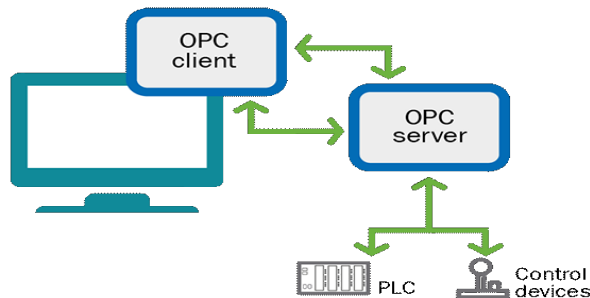 OPC
client
OPC
server
PLC
Control
devices